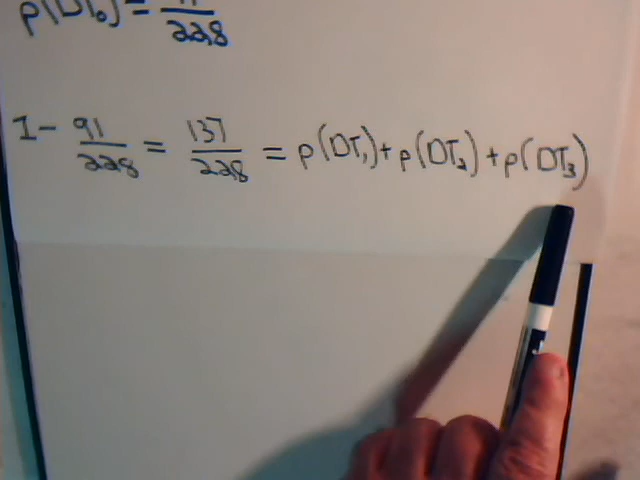 p(DT₀) = 91/228
1 - 91/228 = 137/228 = p(DT₁) + p(DT₂) + p(DT₃)